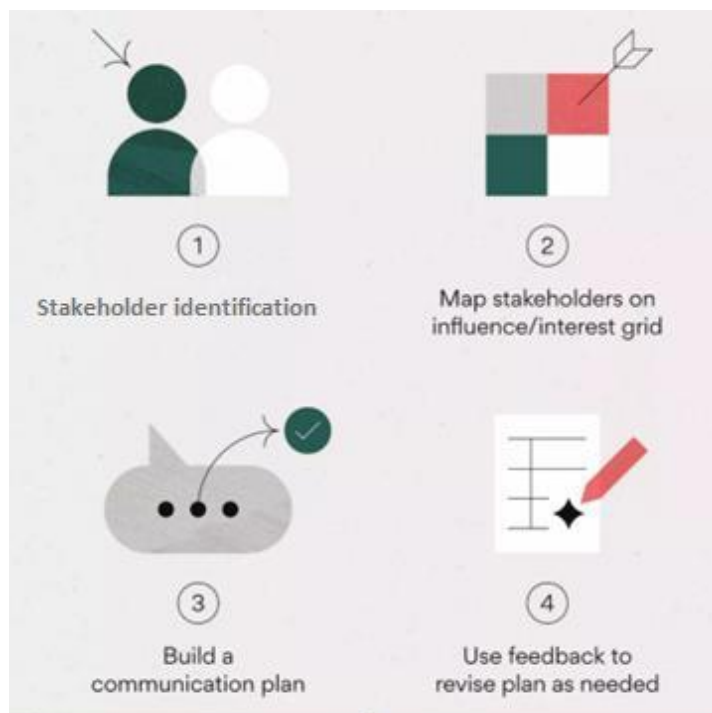 1
Stakeholder identification
2
Map stakeholders on
influence/interest grid
3
Build a
communication plan
4
Use feedback to
revise plan as needed